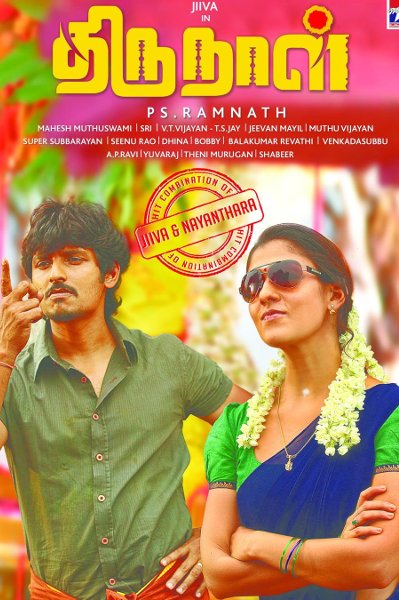 JIIVA
IN
திருநாள்
PS.RAMNATH
MAHESH MUTHUSWAMI | SRI | V.T.VIJAYAN - T.S.JAY | JEEVAN MAYIL | MUTHU VIJAYAN
SUPER SUBBARAYAN | SEENU RAO | DHINA | BOBBY | BALAKUMAR REVATHI | VENKADASUBBU
A.P.RAVI | YUVARAJ | THENI MURUGAN | SHABEER
HIT COMBINATION OF
JIIVA & NAYANTHARA
HIT COMBINATION OF